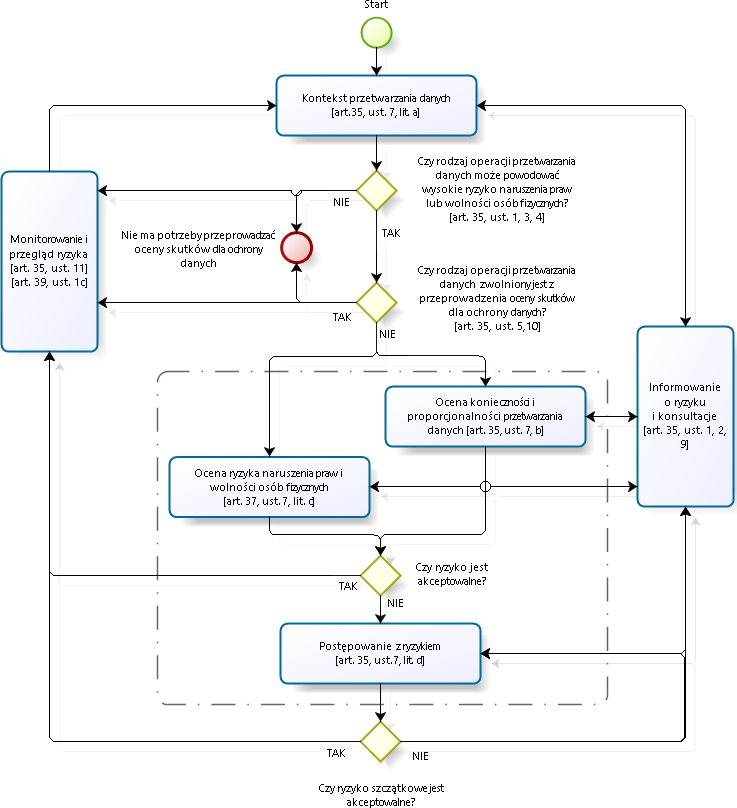 Start
Kontekst przetwarzania danych
[art.35, ust. 7, lit. a]
Czy rodzaj operacji przetwarzania
danych może powodować
wysokie ryzyko naruszenia praw
lub wolności osób fizycznych?
[art. 35, ust. 1, 3, 4]
NIE
TAK
Monitorowanie i
przegląd ryzyka
[art. 35, ust. 11]
[art. 39, ust. 1c]
Nie ma potrzeby przeprowadzać
oceny skutków dla ochrony
danych
Czy rodzaj operacji przetwarzania
danych zwolniony jest z
przeprowadzenia oceny skutków
dla ochrony danych?
[art. 35, ust. 5,10]
TAK
NIE
Informowanie
o ryzyku
i konsultacje
[art. 35, ust. 1, 2,
9]
Ocena konieczności i
proporcjonalności przetwarzania
danych [art. 35, ust. 7, b]
Ocena ryzyka naruszenia praw i
wolności osób fizycznych
[art. 37, ust. 7, lit. c]
Czy ryzyko jest
akceptowalne?
TAK
NIE
Postępowanie z ryzykiem
[art. 35, ust.7, lit. d]
TAK
NIE
Czy ryzyko szczątkowe jest
akceptowalne?